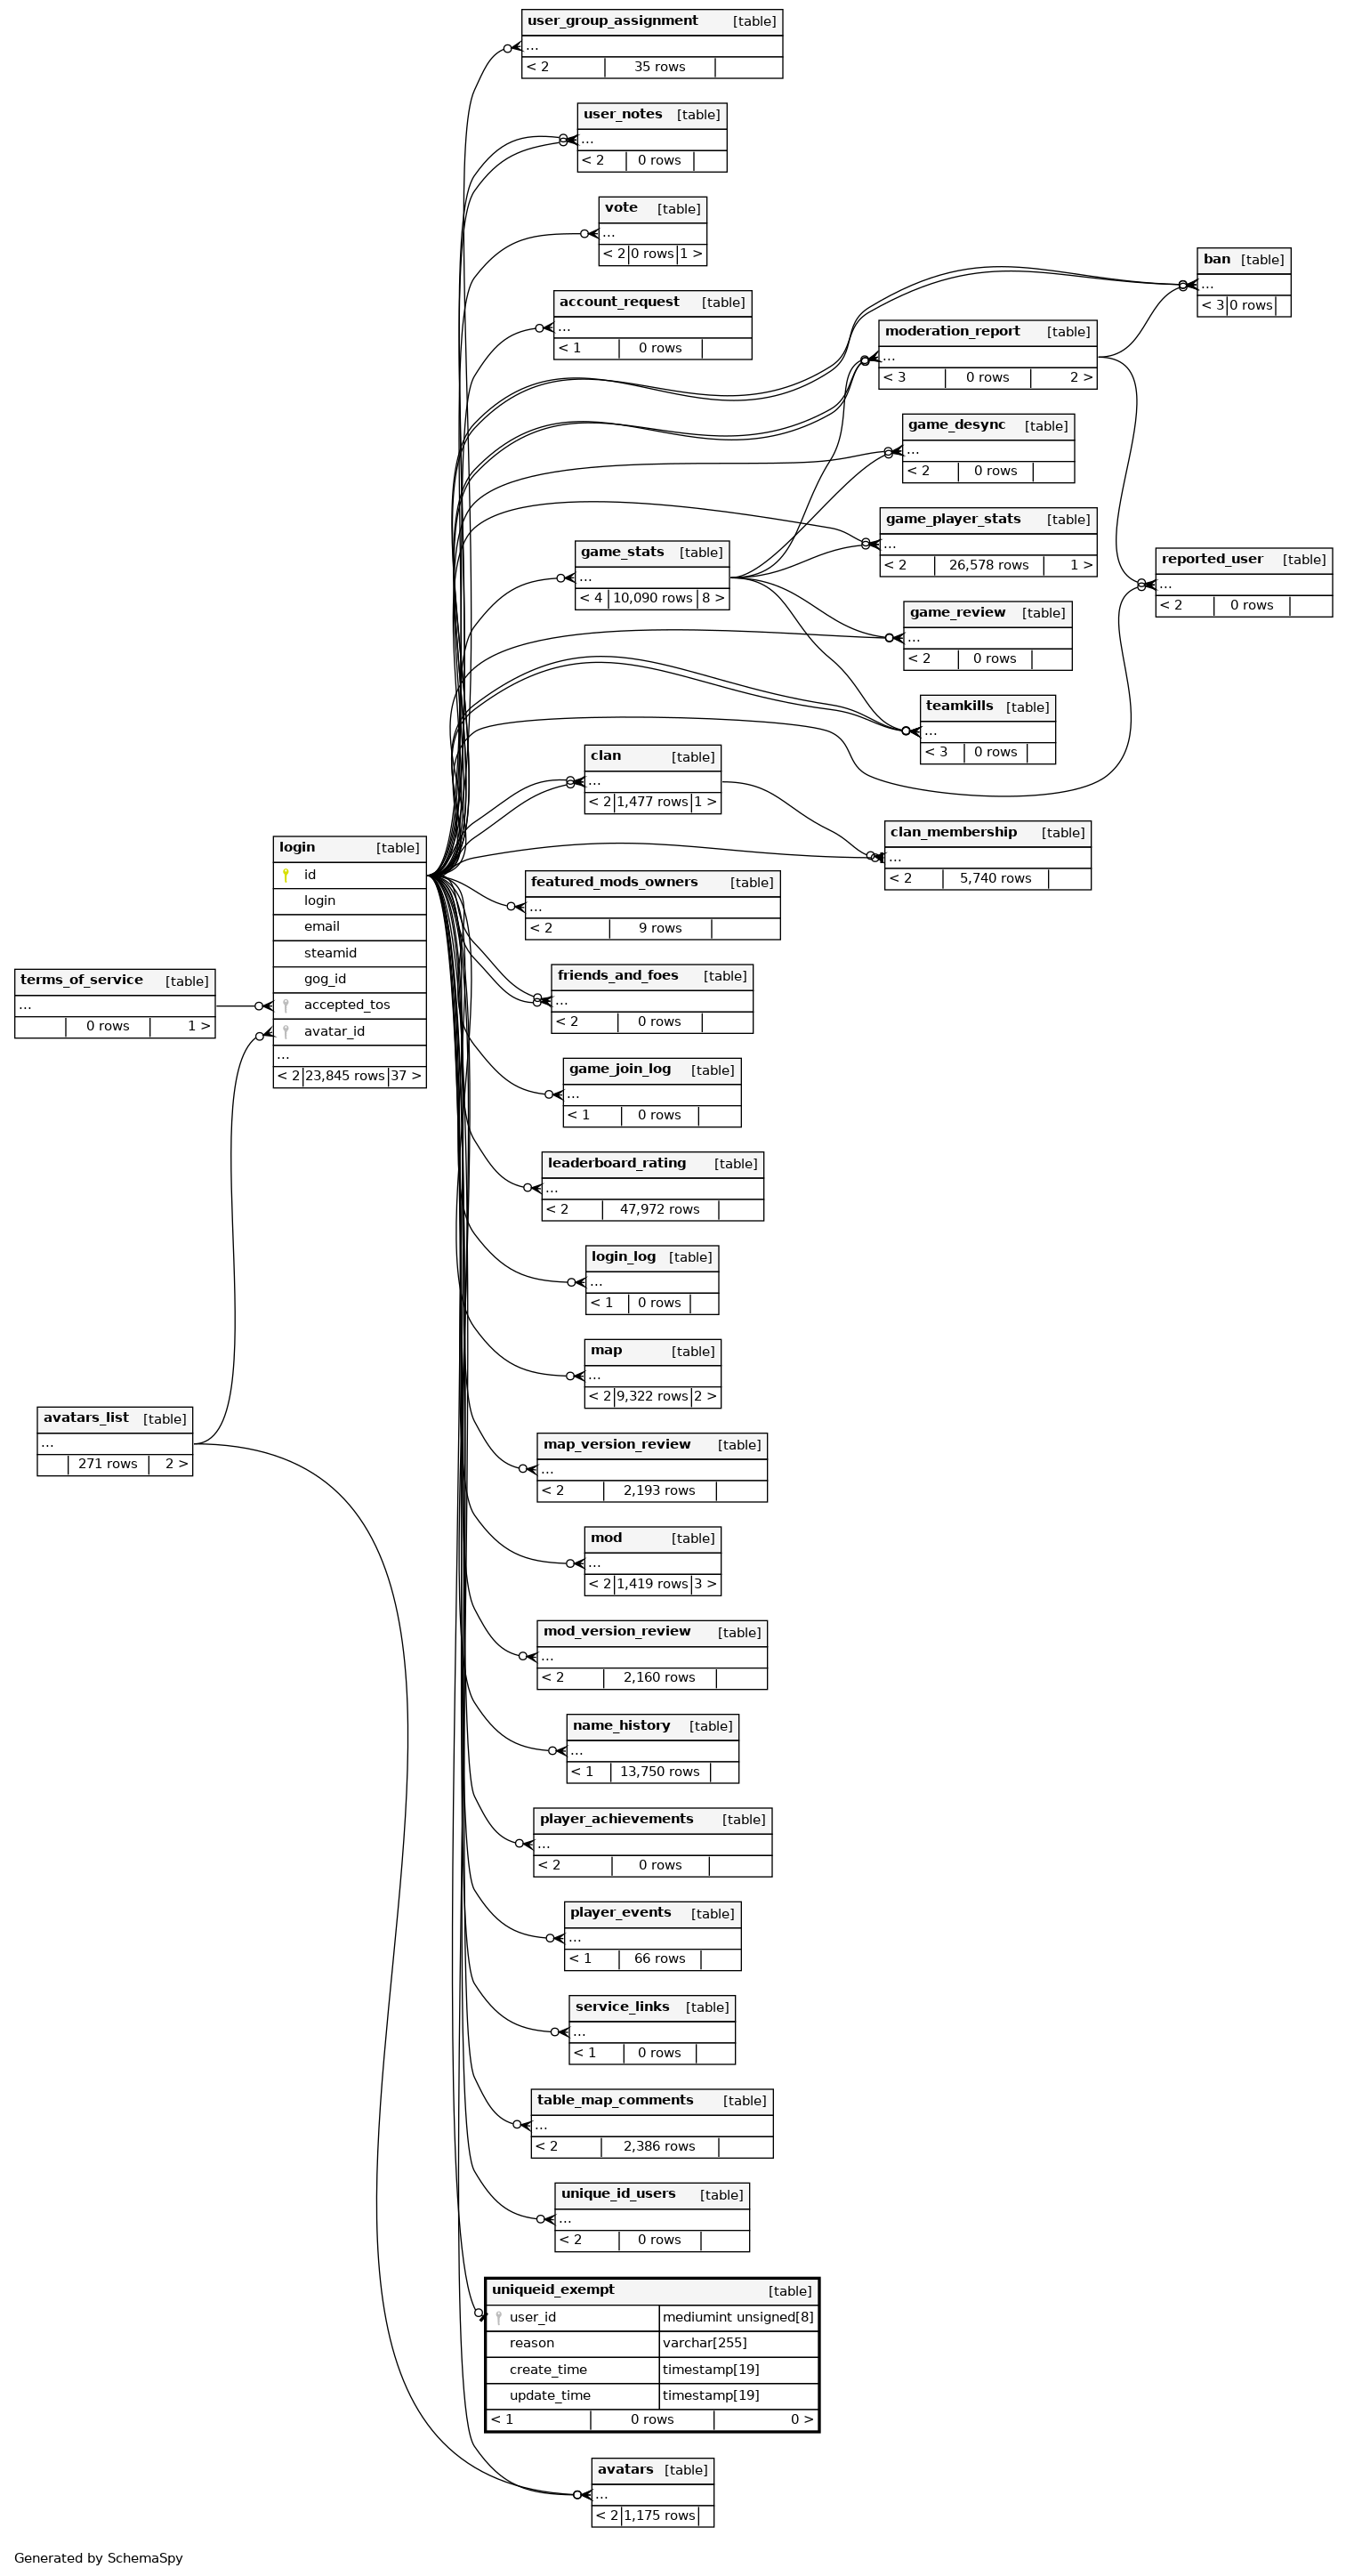 user_group_assignment [table]
...
< 2 35 rows
user_notes [table]
...
< 2 0 rows
vote [table]
...
< 2 0 rows 1 >
account_request [table]
...
< 1 0 rows
ban [table]
...
< 3 0 rows
moderation_report [table]
...
< 3 0 rows 2 >
game_desync [table]
...
< 2 0 rows
game_player_stats [table]
...
< 2 26,578 rows 1 >
game_stats [table]
...
< 4 10,090 rows 8 >
reported_user [table]
...
< 2 0 rows
game_review [table]
...
< 2 0 rows
teamkills [table]
...
< 3 0 rows
clan [table]
...
< 2 1,477 rows 1 >
clan_membership [table]
...
< 2 5,740 rows
login [table]
id
login
email
steamid
gog_id
accepted_tos
avatar_id
...
< 2 23,845 rows 37 >
terms_of_service [table]
...
0 rows 1 >
avatars_list [table]
...
271 rows 2 >
featured_mods_owners [table]
...
< 2 9 rows
friends_and_foes [table]
...
< 2 0 rows
game_join_log [table]
...
< 1 0 rows
leaderboard_rating [table]
...
< 2 47,972 rows
login_log [table]
...
< 1 0 rows
map [table]
...
< 2 9,322 rows 2 >
map_version_review [table]
...
< 2 2,193 rows
mod [table]
...
< 2 1,419 rows 3 >
mod_version_review [table]
...
< 2 2,160 rows
name_history [table]
...
< 1 13,750 rows
player_achievements [table]
...
< 2 0 rows
player_events [table]
...
< 1 66 rows
service_links [table]
...
< 1 0 rows
table_map_comments [table]
...
< 2 2,386 rows
unique_id_users [table]
...
< 2 0 rows
uniqueid_exempt [table]
user_id mediumint unsigned[8]
reason varchar[255]
create_time timestamp[19]
update_time timestamp[19]
< 1 0 rows 0 >
avatars [table]
...
< 2 1,175 rows
Generated by SchemaSpy